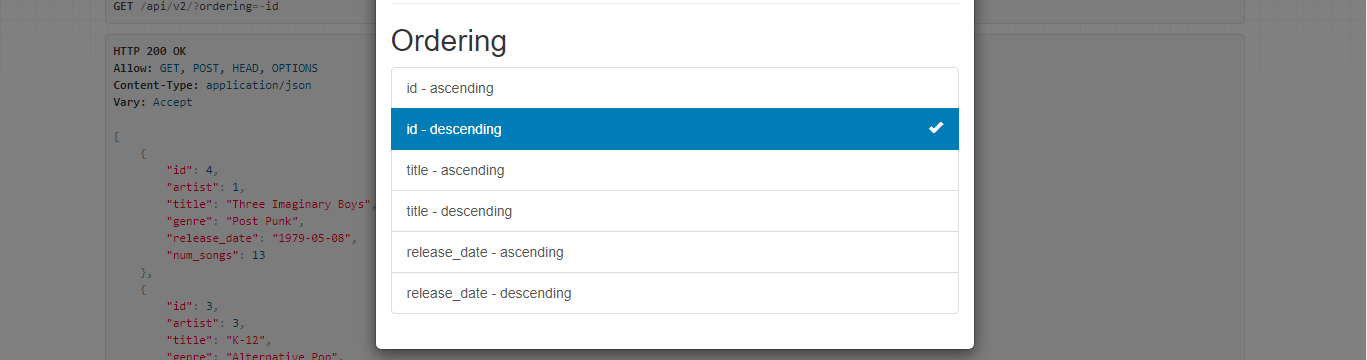 GET /api/v2/?ordering=-id
HTTP 200 OK
Allow: GET, POST, HEAD, OPTIONS
Content-Type: application/json
Vary: Accept
[
{
"id": 4,
"artist": 1,
"title": "Three Imaginary Boys",
"genre": "Post Punk",
"release_date": "1979-05-08",
"num_songs": 13
},
{
"id": 3,
"artist": 3,
"title": "K-12",
"genre": "Alternative Pop",
Ordering
id - ascending
id - descending
title - ascending
title - descending
release_date - ascending
release_date - descending